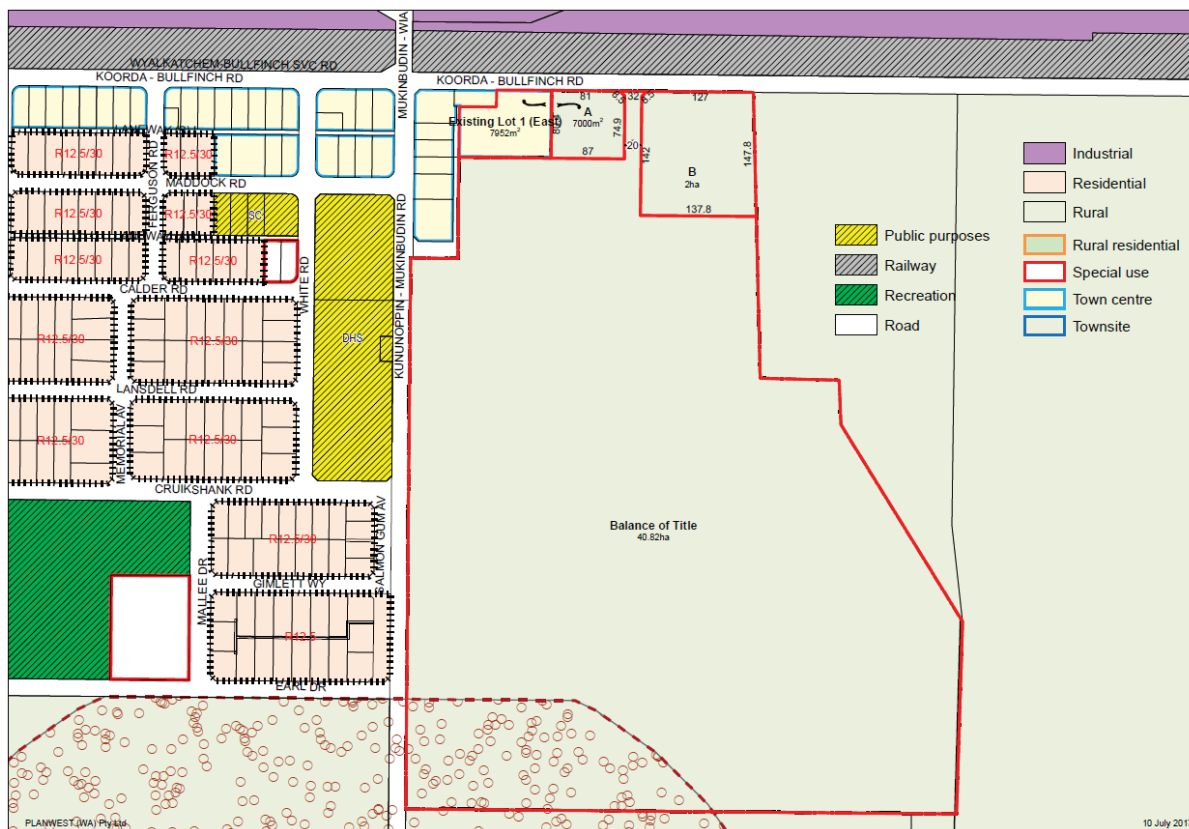 WYALKATCHEM-BULLFINCH SVC RD
KOORDA - BULLFINCH RD
MUKINBUDIN - WIA
KOORDA - BULLFINCH RD
81
32
127
8.5
Existing Lot 1 (East)
7952m²
A
7000m²
74.9
87
20
142
B
2ha
147.8
137.8
R12.5/30
R12.5/30
FERGUSON RD
MADDOCK RD
R12.5/30
R12.5/30
SC
R12.5/30
R12.5/30
WHITE RD
CALDER RD
KUNUNOPPIN - MUKINBUDIN RD
R12.5/30
R12.5/30
DHS
LANSDELL RD
R12.5/30
R12.5/30
MEMORIAL AV
CRUIKSHANK RD
R12.5/30
SALMON GUM AV
MALLEE DR
GIMLETT WY
R12.5
EARL DR
Balance of Title
40.82ha
Industrial
Residential
Rural
Rural residential
Special use
Town centre
Townsite
Public purposes
Railway
Recreation
Road
PLANWEST (WA) Pty Ltd